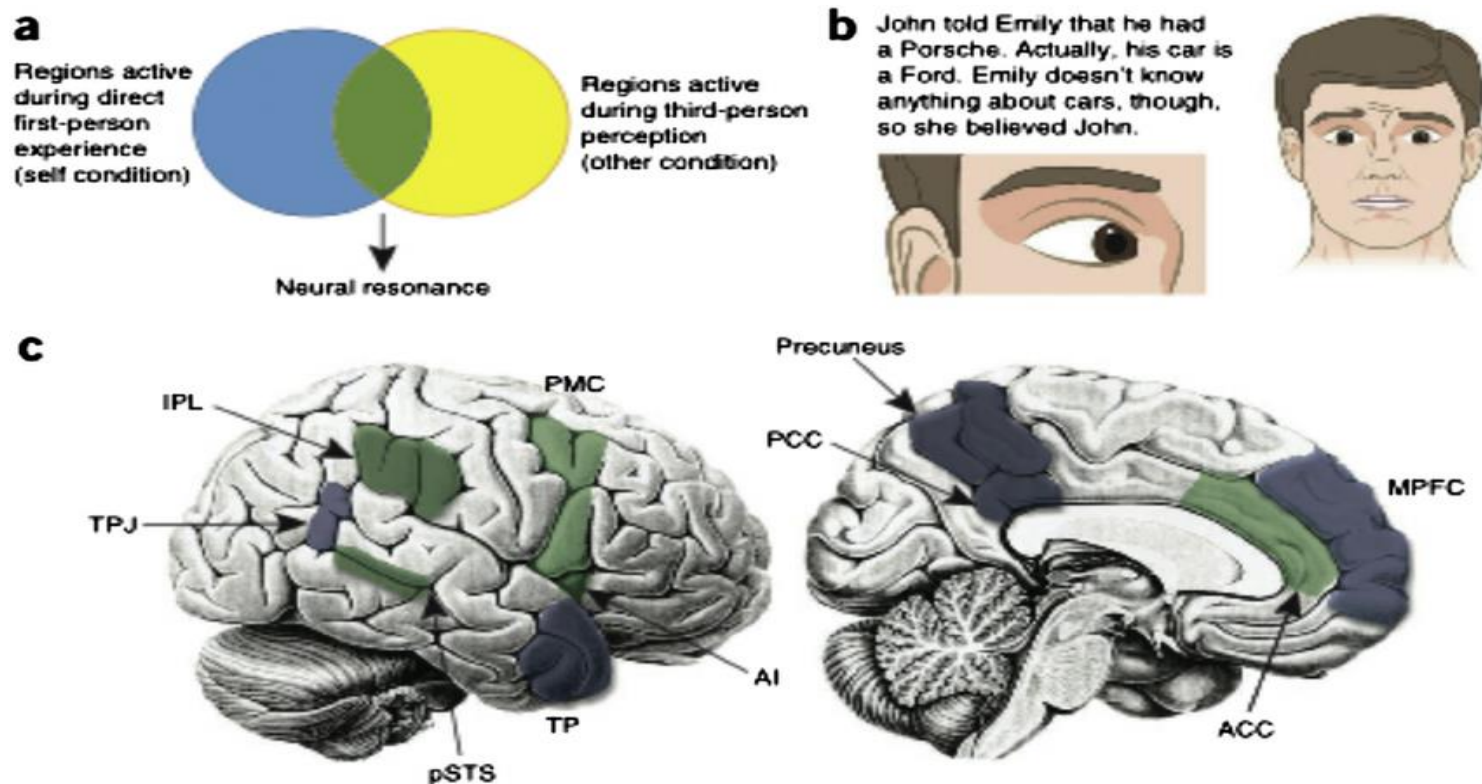 a
Regions active
during direct
first-person
experience
(self condition)
Regions active
during third-person
perception
(other condition)
Neural resonance
b
John told Emily that he had
a Porsche. Actually, his car is
a Ford. Emily doesn't know
anything about cars, though,
so she believed John.
c
IPL
PMC
TPJ
AI
TP
pSTS
Precuneus
PCC
MPFC
ACC